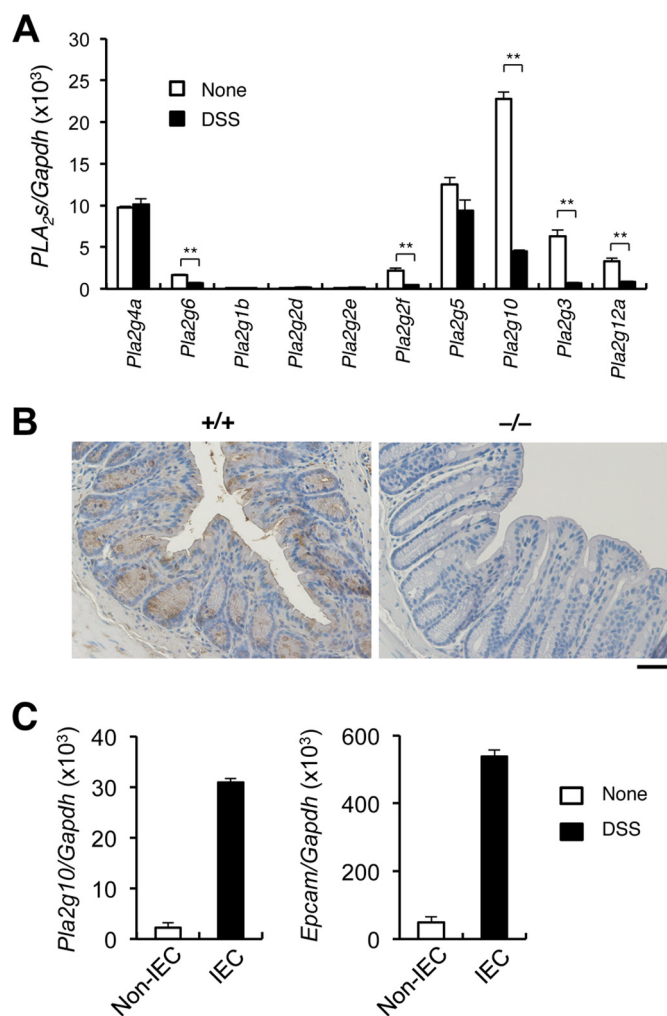 A
PLA2s/Gapdh (x103)
30
25
20
15
10
5
0
None
DSS
**
**
**
**
**
Pla2g4a
Pla2g6
Pla2g1b
Pla2g2d
Pla2g2e
Pla2g2f
Pla2g5
Pla2g10
Pla2g3
Pla2g12a
B
+/+
–/–
C
Pla2g10/Gapdh (x103)
40
30
20
10
0
Non-IEC
IEC
Epcam/Gapdh (x103)
600
400
200
0
Non-IEC
IEC
None
DSS